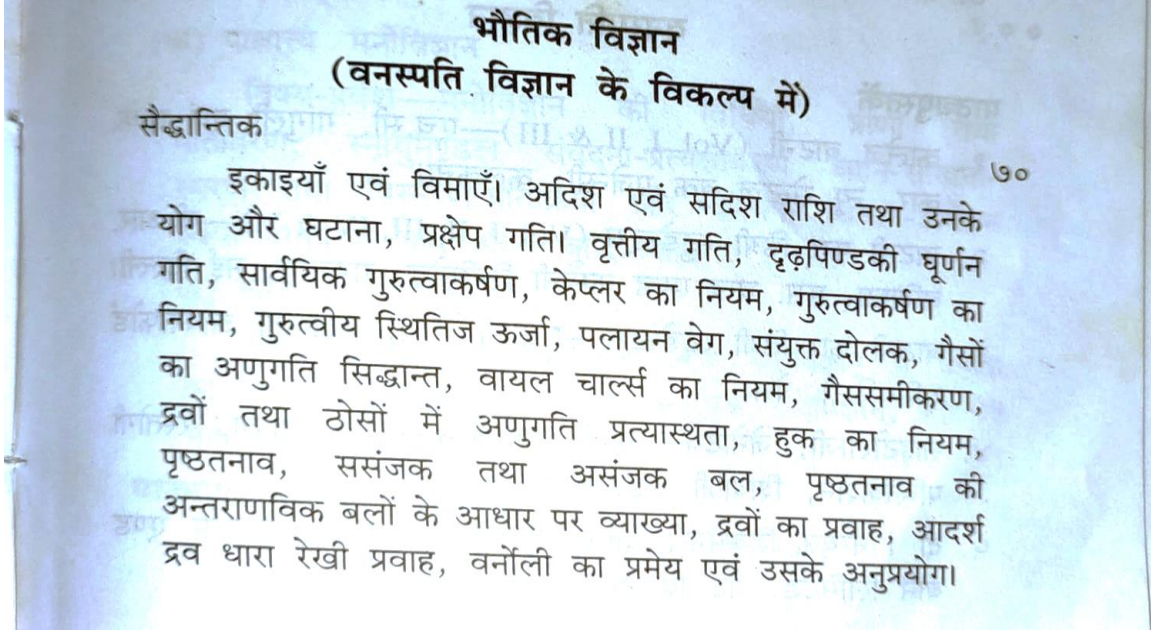 भौतिक विज्ञान
(वनस्पति विज्ञान के विकल्प में)
सैद्धान्तिक
७०
इकाइयाँ एवं विमाएँ। अदिश एवं सदिश राशि तथा उनके
योग और घटाना, प्रक्षेप गति। वृत्तीय गति, दृढ़पिण्डकी घूर्णन
गति, सार्वयिक गुरुत्वाकर्षण, केप्लर का नियम, गुरुत्वाकर्षण का
नियम, गुरुत्वीय स्थितिज ऊर्जा, पलायन वेग, संयुक्त दोलक, गैसों
का अणुगति सिद्धान्त, वायल चार्ल्स का नियम, गैससमीकरण,
द्रवों तथा ठोसों में अणुगति प्रत्यास्थता, हुक का नियम,
पृष्ठतनाव, ससंजक तथा असंजक बल, पृष्ठतनाव की
अन्तराणविक बलों के आधार पर व्याख्या, द्रवों का प्रवाह, आदर्श
द्रव धारा रेखी प्रवाह, वर्नोली का प्रमेय एवं उसके अनुप्रयोग।